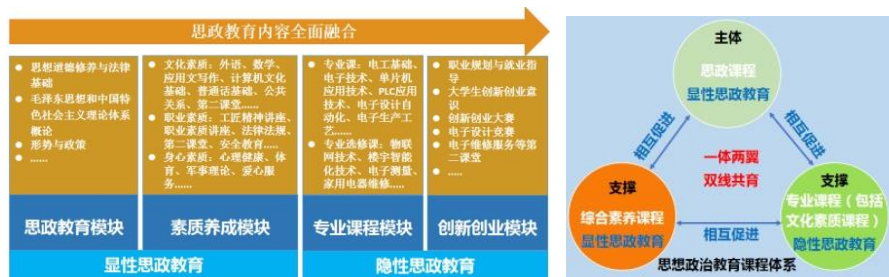 思政教育内容全面融合
● 思想道德修养与法律
基础
● 毛泽东思想和中国特
色社会主义理论体系
概论
● 形势与政策
● ......
● 文化素质：外语、数学、
应用文写作、计算机文化
基础、普通话基础、公共
关系、第二课堂......
● 职业素质：工匠精神讲座、
职业素质讲座、法律法规、
第二课堂、安全教育....
● 身心素质：心理健康、体
育、军事理论、爱心服
务......
● 专业课：电工基础、
电子技术、单片机
应用技术、PLC应用
技术、电子设计自
动化、电子生产工
艺......
● 专业选修课：物联
网技术、楼宇智能
化技术、电子测量、
家用电器维修....
● 职业规划与就业指
导
● 大学生创新创业意
识
● 创新创业大赛
● 电子设计竞赛
● 电子维修服务等第
二课堂
● .....
思政教育模块
素质养成模块
专业课程模块
创新创业模块
显性思政教育
隐性思政教育
主体
思政课程
显性思政教育
相互促进
相互促进
一体两翼
双线共育
支撑
综合素养课程
显性思政教育
支撑
专业课程（包括
文化素质课程）
隐性思政教育
相互促进
思想政治教育课程体系